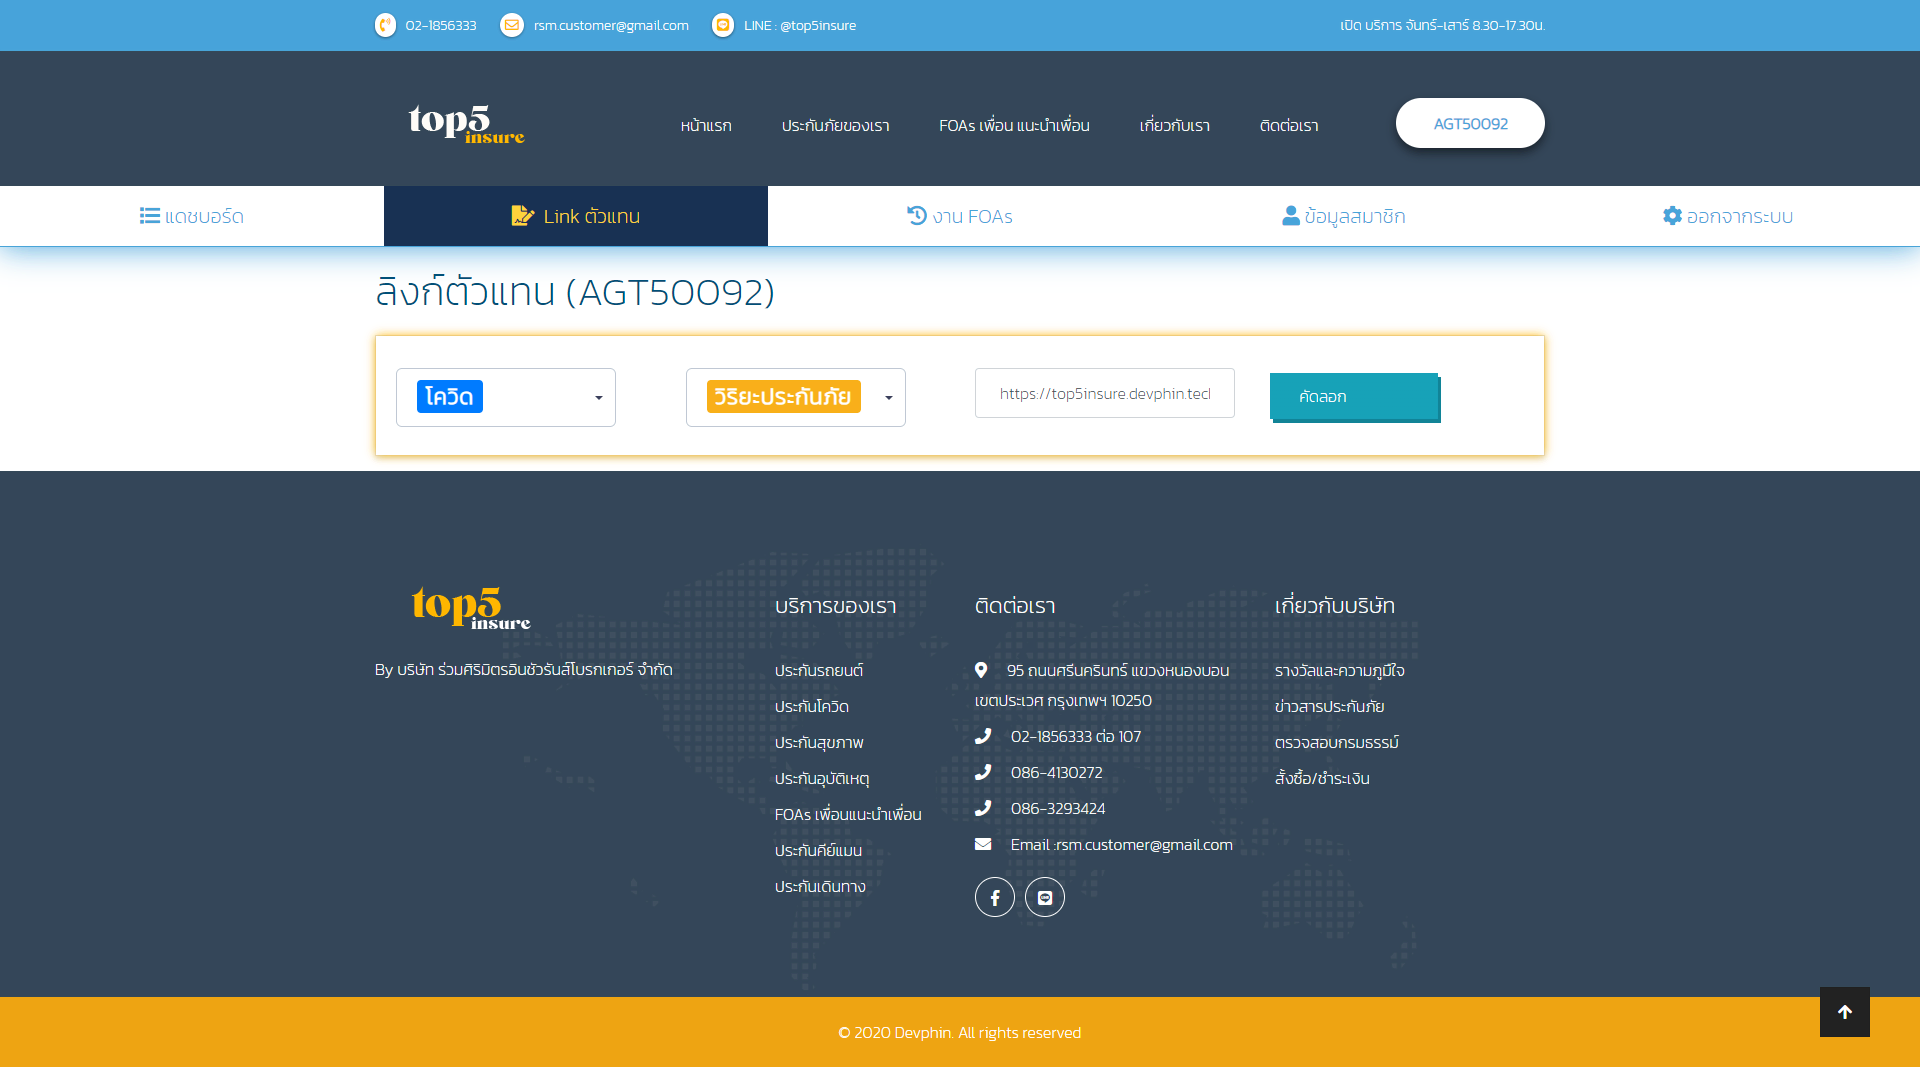 02-1856333
rsm.customer@gmail.com
LINE : @top5insure
เปิด บริการ จันทร์-เสาร์ 8.30-17.30น.
top5
insure
หน้าแรก
ประกันภัยของเรา
FOAs เพื่อน แนะนำเพื่อน
เกี่ยวกับเรา
ติดต่อเรา
AGT50092
แดชบอร์ด
Link ตัวแทน
งาน FOAs
ข้อมูลสมาชิก
ออกจากระบบ
ลิงก์ตัวแทน (AGT50092)
โควิด
วิริยะประกันภัย
https://top5insure.devphin.tecl
คัดลอก
top5
insure
By บริษัท ร่วมศิริมิตรอินชัวรันส์โบรกเกอร์ จำกัด
บริการของเรา
ประกันรถยนต์
ประกันโควิด
ประกันสุขภาพ
ประกันอุบัติเหตุ
FOAs เพื่อนแนะนำเพื่อน
ประกันคีย์แมน
ประกันเดินทาง
ติดต่อเรา
95 ถนนศรีนครินทร์ แขวงหนองบอน
เขตประเวศ กรุงเทพฯ 10250
02-1856333 ต่อ 107
086-4130272
086-3293424
Email :rsm.customer@gmail.com
เกี่ยวกับบริษัท
รางวัลและความภูมิใจ
ข่าวสารประกันภัย
ตรวจสอบกรมธรรม์
สั่งซื้อ/ชำระเงิน
© 2020 Devphin. All rights reserved